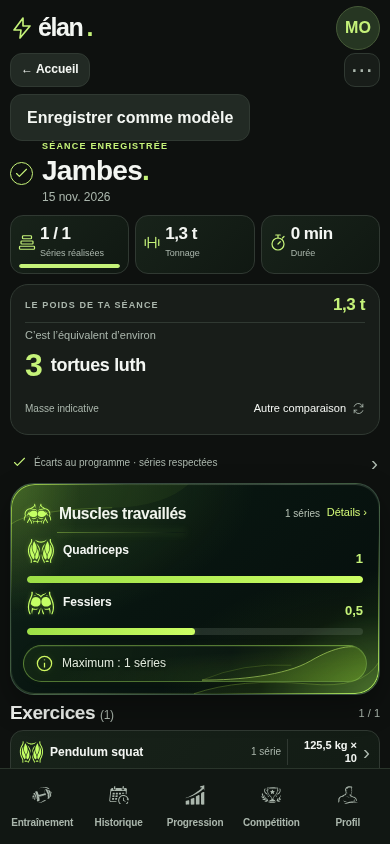 élan.
MO
← Accueil
...
Enregistrer comme modèle
SÉANCE ENREGISTRÉE
Jambes.
15 nov. 2026
1 / 1
Séries réalisées
1,3 t
Tonnage
0 min
Durée
LE POIDS DE TA SÉANCE
1,3 t
C’est l’équivalent d’environ
3 tortues luth
Masse indicative
Autre comparaison
Écarts au programme · séries respectées ›
Muscles travaillés
1 séries Détails ›
Quadriceps
1
Fessiers
0,5
Maximum : 1 séries
Exercices (1)
1 / 1
Pendulum squat
1 série
125,5 kg ×
10
›
Entraînement
Historique
Progression
Compétition
Profil